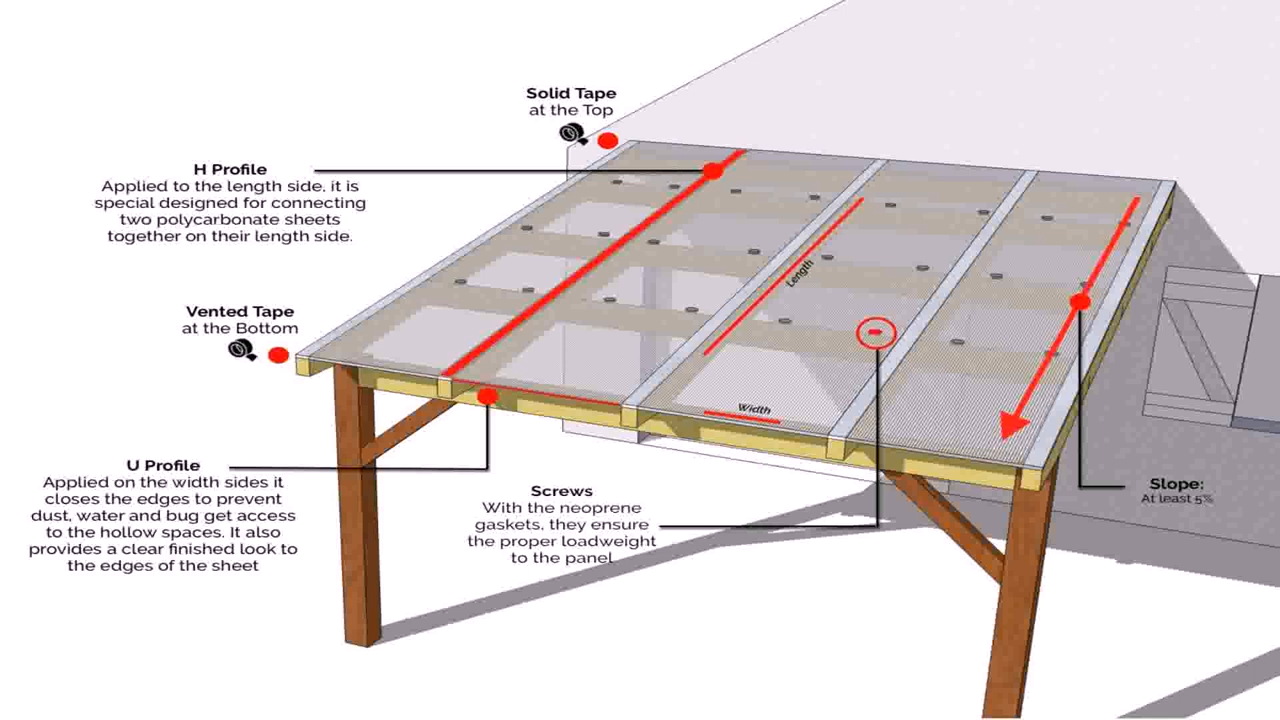 Solid Tape
at the Top
H Profile
Applied to the length side, it is
special designed for connecting
two polycarbonate sheets
together on their length side.
Length
Vented Tape
at the Bottom
Width
U Profile
Applied on the width sides it
closes the edges to prevent
dust, water and bug get access
to the hollow spaces. It also
provides a clear finished look to
the edges of the sheet
Screws
With the neoprene
gaskets, they ensure
the proper loadweight
to the panel.
Slope:
At least 5%